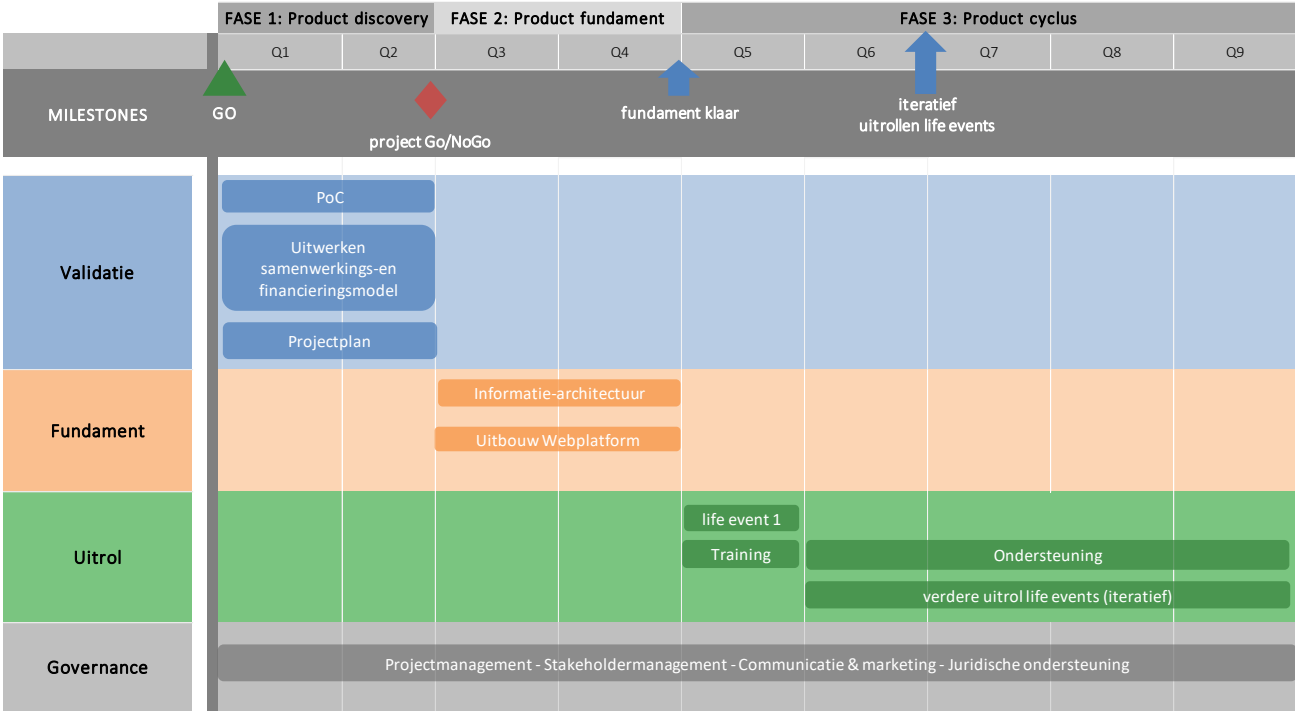 FASE 1: Product discovery
FASE 2: Product fundament
FASE 3: Product cyclus
Q1
Q2
Q3
Q4
Q5
Q6
Q7
Q8
Q9
MILESTONES
GO
project Go/NoGo
fundament klaar
iteratief
uitrollen life events
Validatie
PoC
Uitwerken
samenwerkings-en
financieringsmodel
Projectplan
Fundament
Informatie-architectuur
Uitbouw Webplatform
Uitrol
life event 1
Training
Ondersteuning
verdere uitrol life events (iteratief)
Governance
Projectmanagement - Stakeholdermanagement - Communicatie & marketing - Juridische ondersteuning